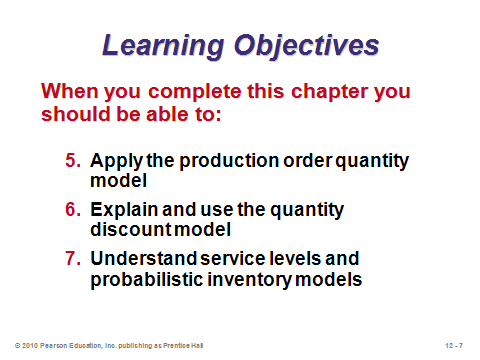 Learning Objectives
When you complete this chapter you
should be able to:
5. Apply the production order quantity
model
6. Explain and use the quantity
discount model
7. Understand service levels and
probabilistic inventory models
© 2010 Pearson Education, Inc. publishing as Prentice Hall
12 - 7